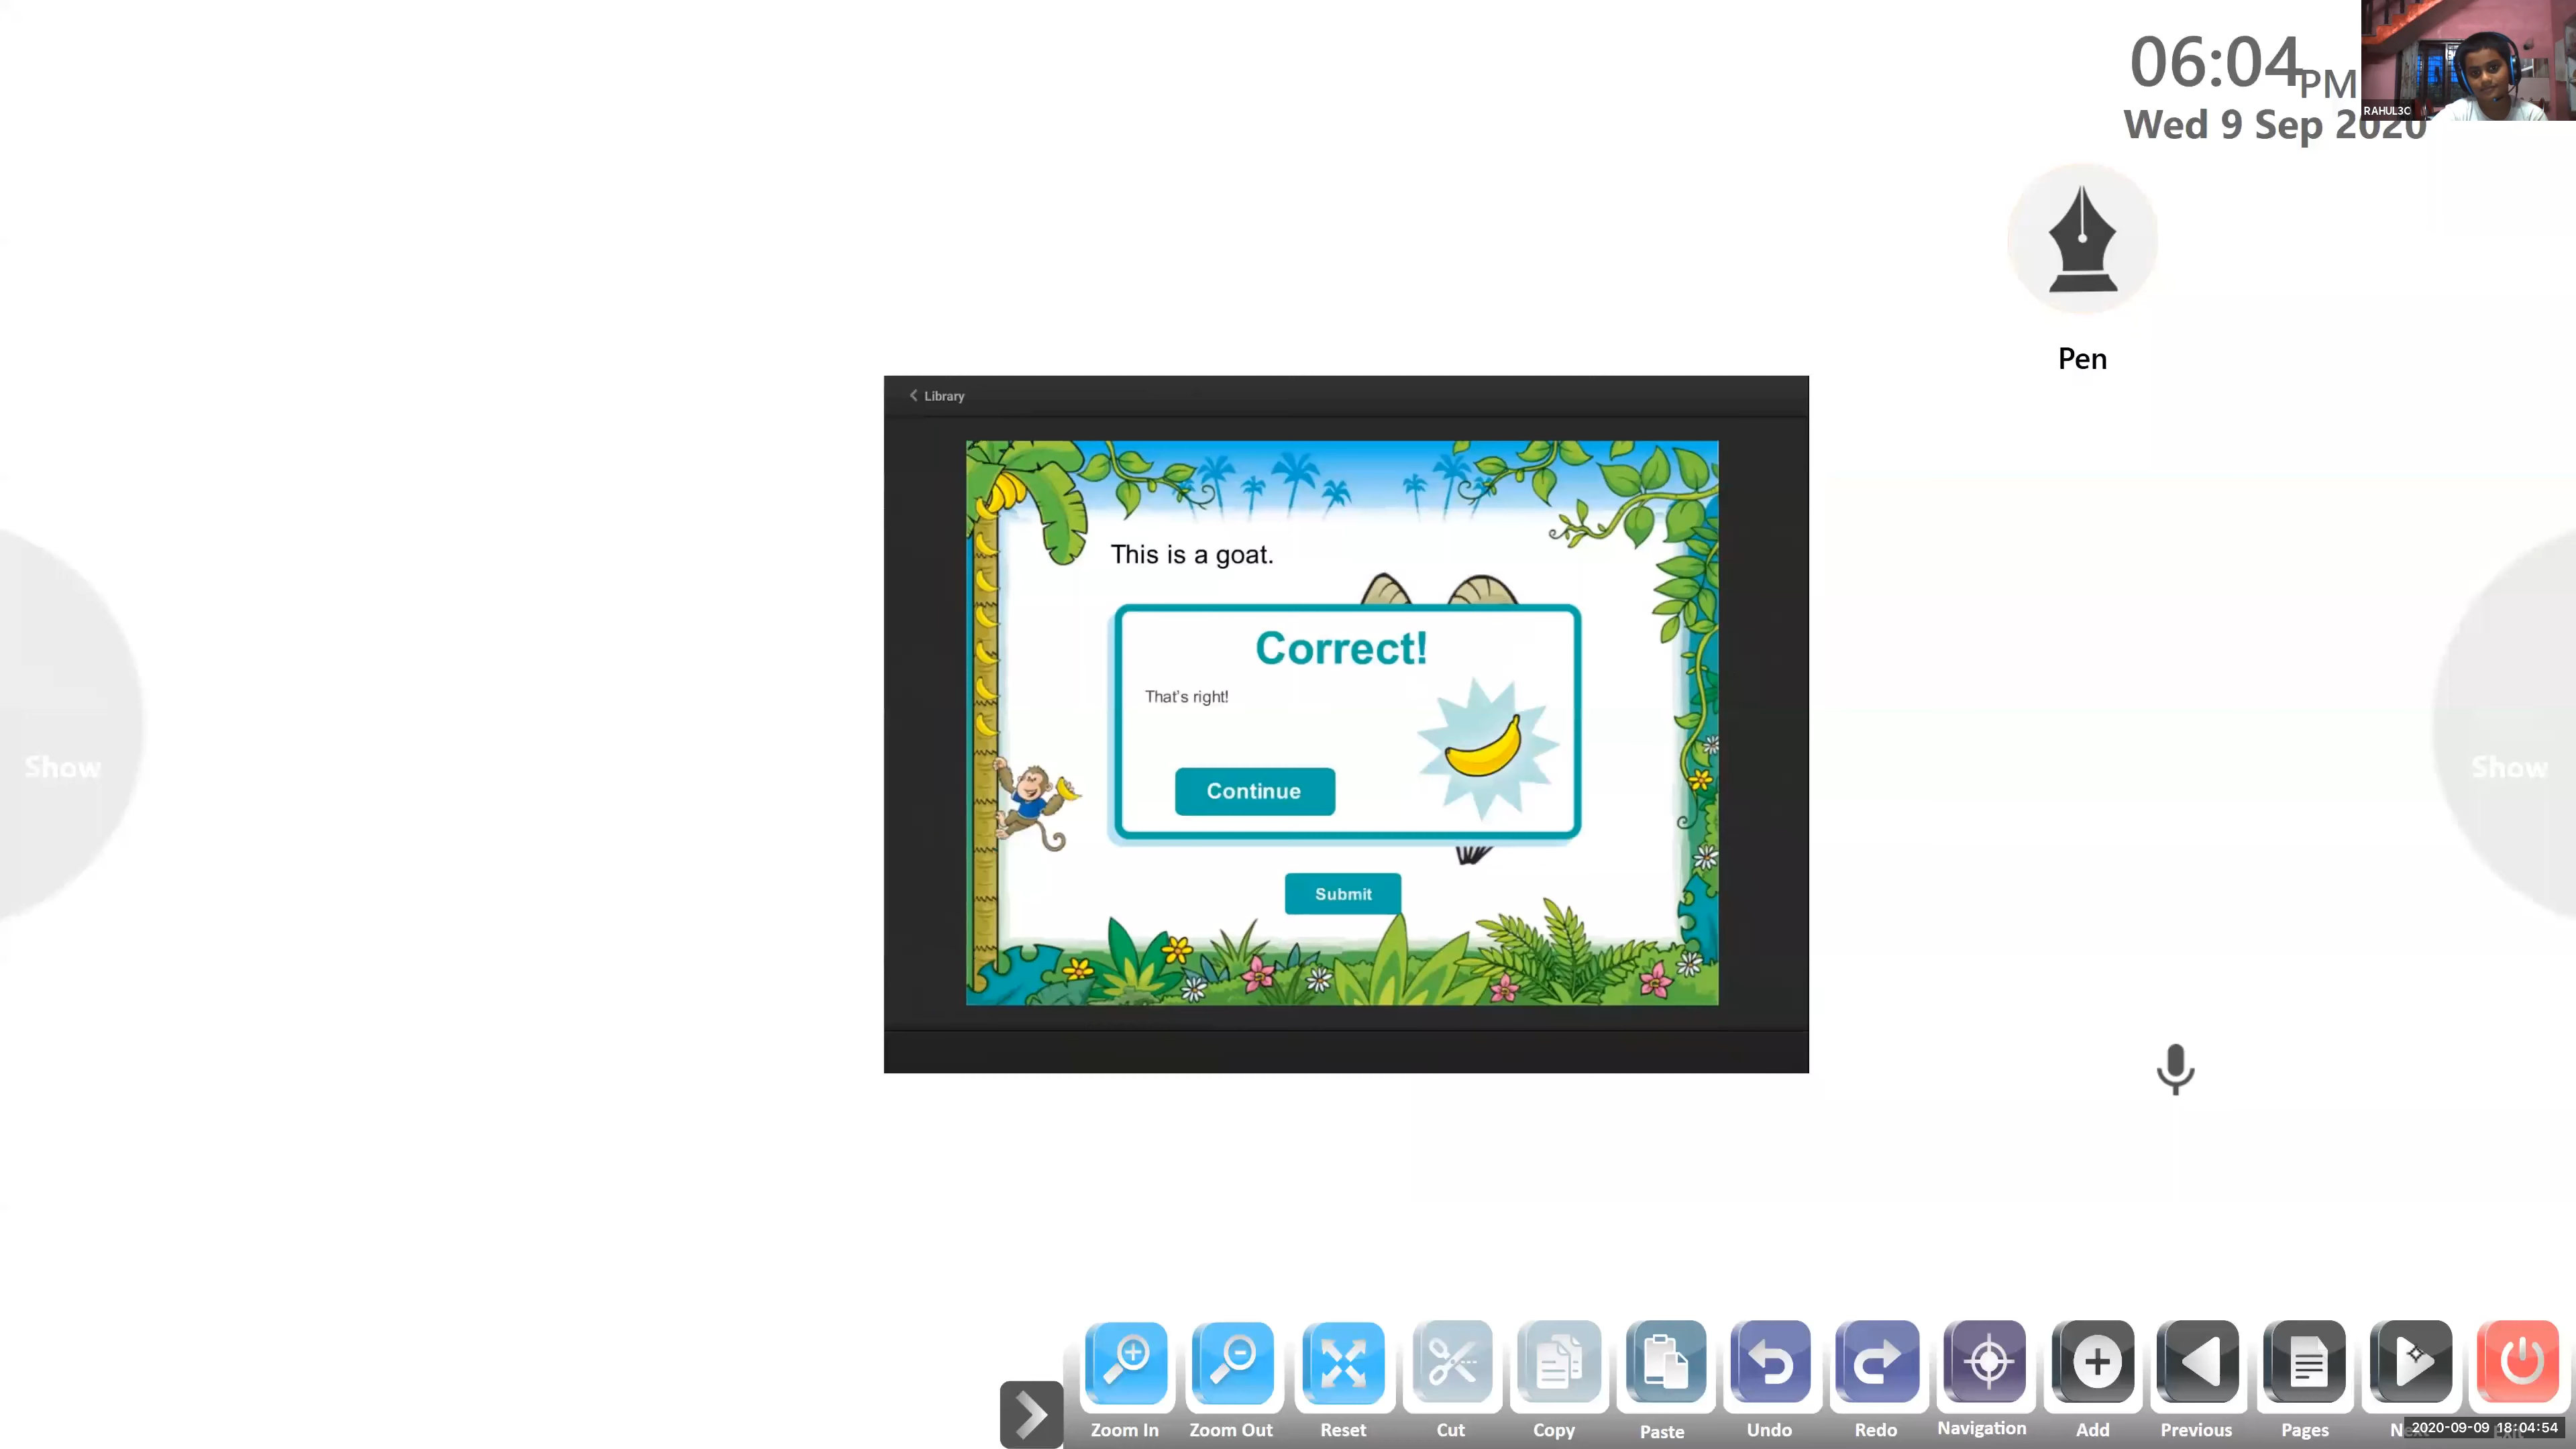 06:04 PM
Wed 9 Sep 2020
RAHUL3C
Pen
Library
This is a goat.
Correct!
That's right!
Continue
Submit
Show
Show
Zoom In
Zoom Out
Reset
Cut
Copy
Paste
Undo
Redo
Navigation
Add
Previous
Pages
2020-09-09 18:04:54